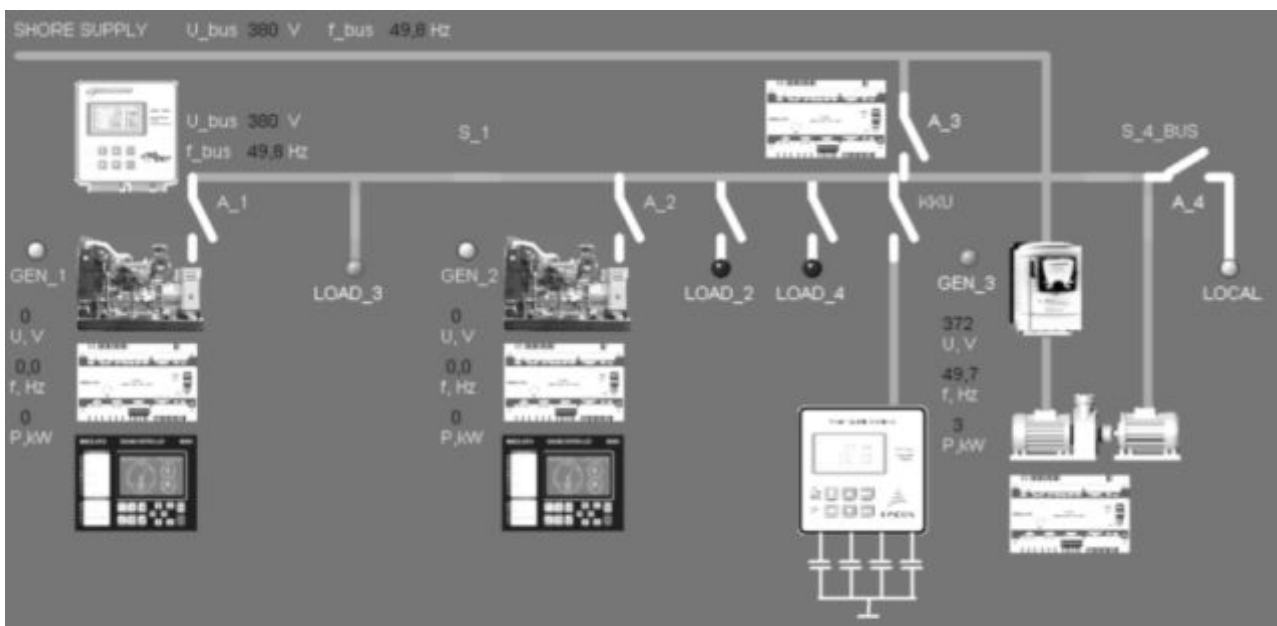 SHORE SUPPLY U_bus 380 V f_bus 49,8 Hz
U_bus 380 V
f_bus 49,8 Hz
S_1
A_3
S_4_BUS
A_1
A_2
KKU
A_4
GEN_1
LOAD_3
GEN_2
LOAD_2
LOAD_4
GEN_3
LOCAL
0
U, V
0,0
f, Hz
0
P,kW
0
U, V
0,0
f, Hz
0
P,kW
372
U, V
49,7
f, Hz
3
P,kW